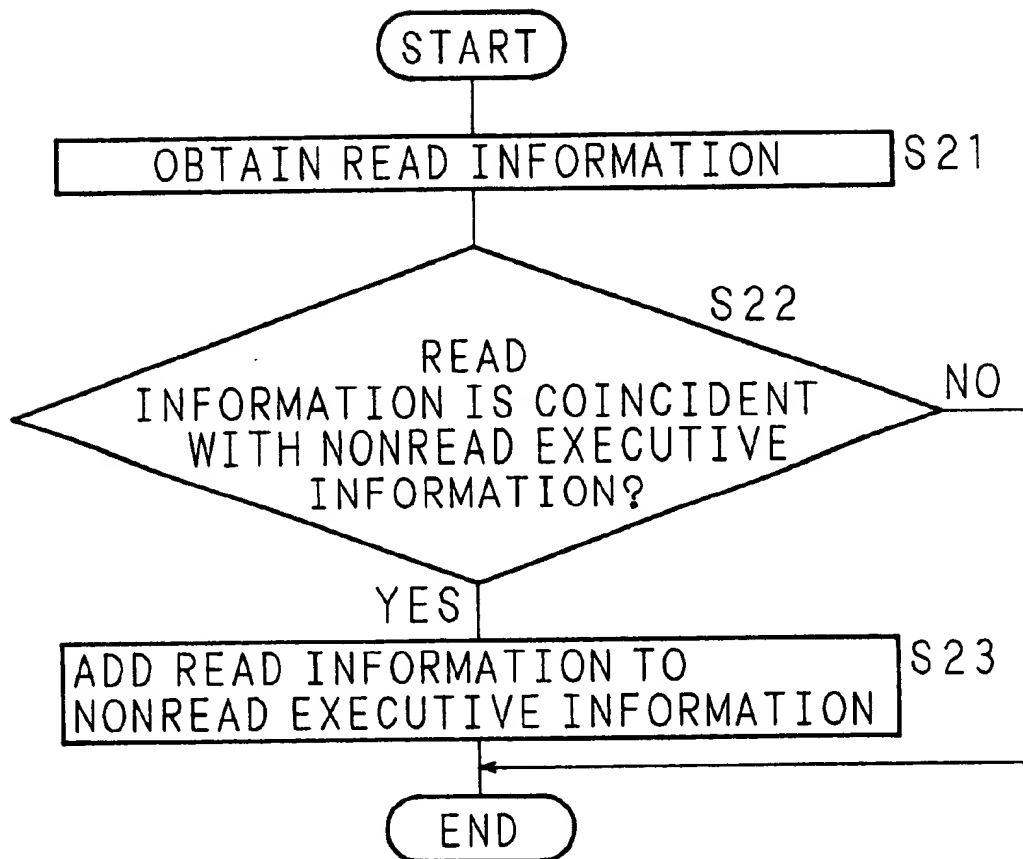 START
OBTAIN READ INFORMATION
S21
S22
READ
INFORMATION IS COINCIDENT
WITH NONREAD EXECUTIVE
INFORMATION?
NO
YES
ADD READ INFORMATION TO
NONREAD EXECUTIVE INFORMATION
S23
END